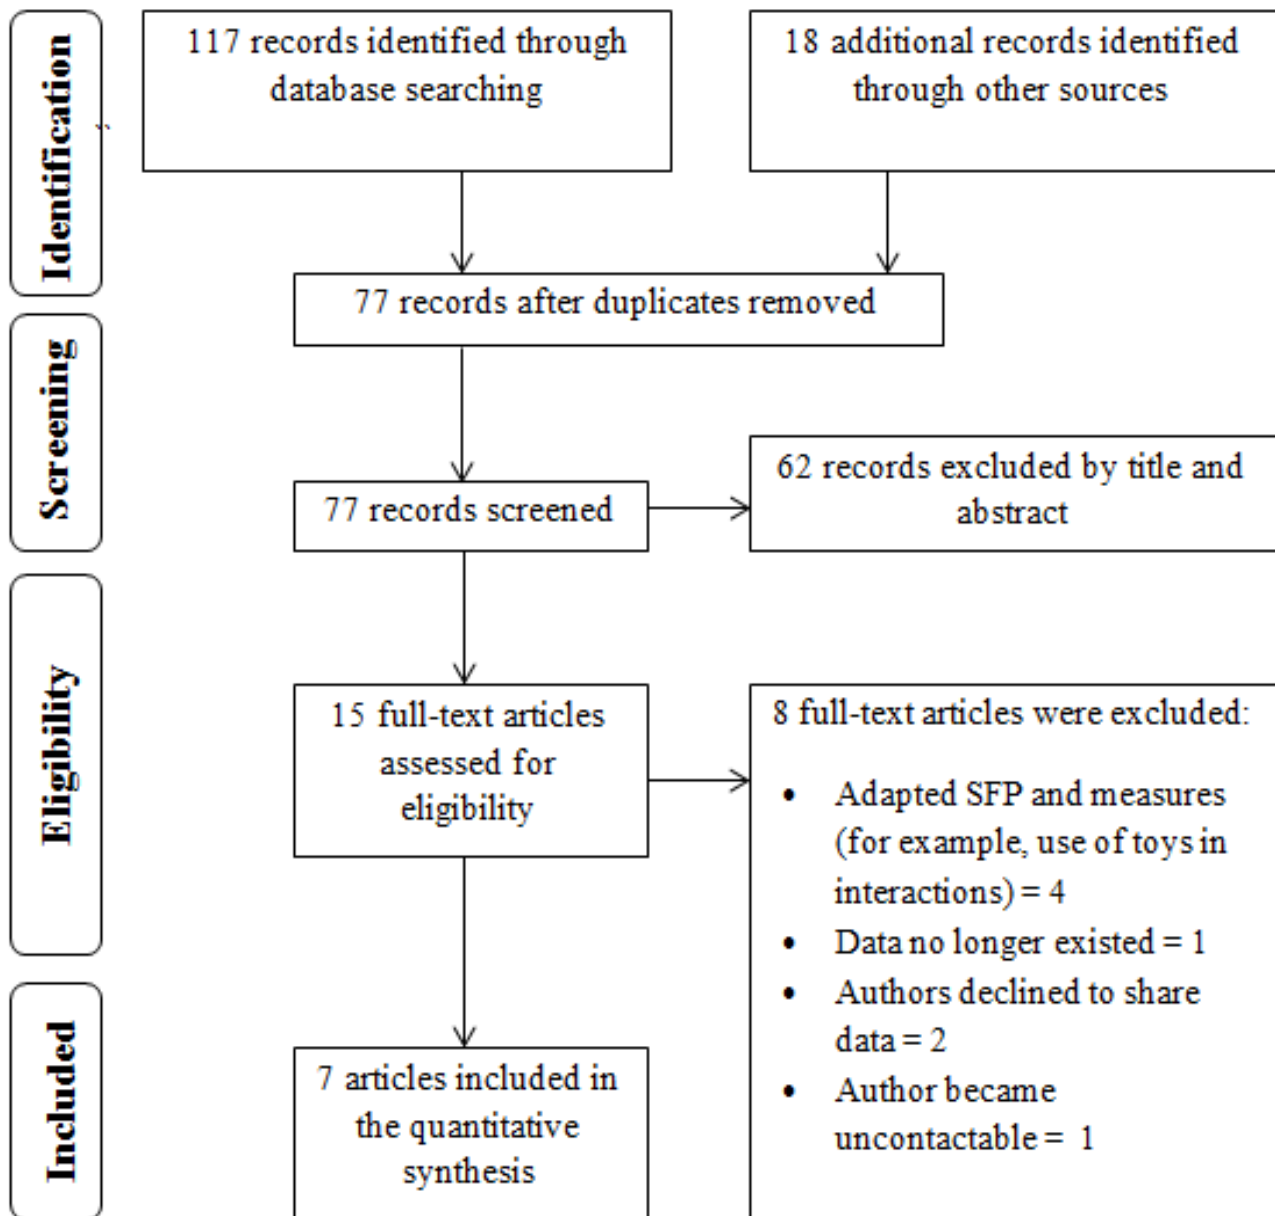 Identification
117 records identified through
database searching
18 additional records identified
through other sources
77 records after duplicates removed
Screening
77 records screened
62 records excluded by title and
abstract
Eligibility
15 full-text articles
assessed for
eligibility
8 full-text articles were excluded:
• Adapted SFP and measures
(for example, use of toys in
interactions) = 4
• Data no longer existed = 1
• Authors declined to share
data = 2
• Author became
uncontactable = 1
Included
7 articles included in
the quantitative
synthesis